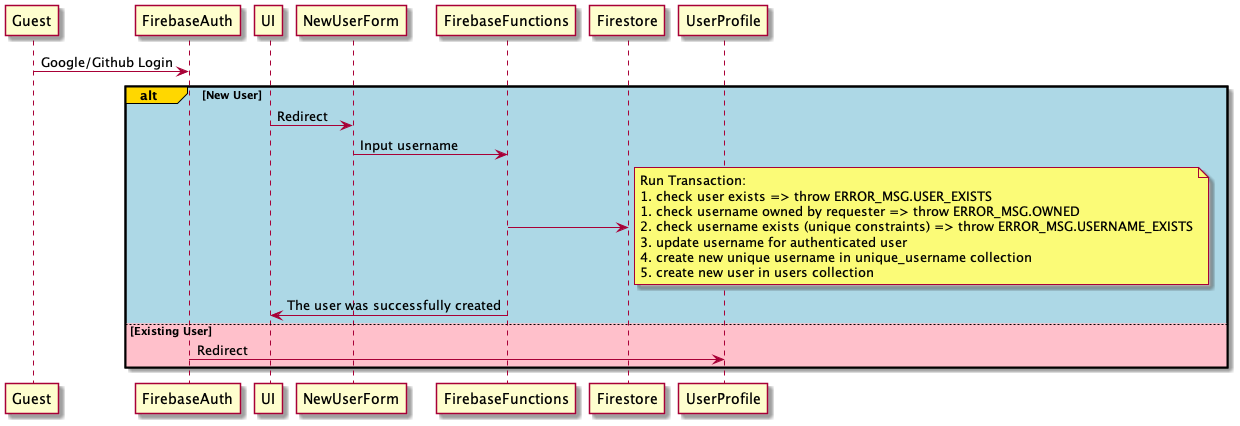 Guest
FirebaseAuth
UI
NewUserForm
FirebaseFunctions
Firestore
UserProfile
Google/Github Login
alt
[New User]
Redirect
Input username
Run Transaction:
1. check user exists => throw ERROR_MSG.USER_EXISTS
1. check username owned by requester => throw ERROR_MSG.OWNED
2. check username exists (unique constraints) => throw ERROR_MSG.USERNAME_EXISTS
3. update username for authenticated user
4. create new unique username in unique_username collection
5. create new user in users collection
The user was successfully created
[Existing User]
Redirect
Guest
FirebaseAuth
UI
NewUserForm
FirebaseFunctions
Firestore
UserProfile